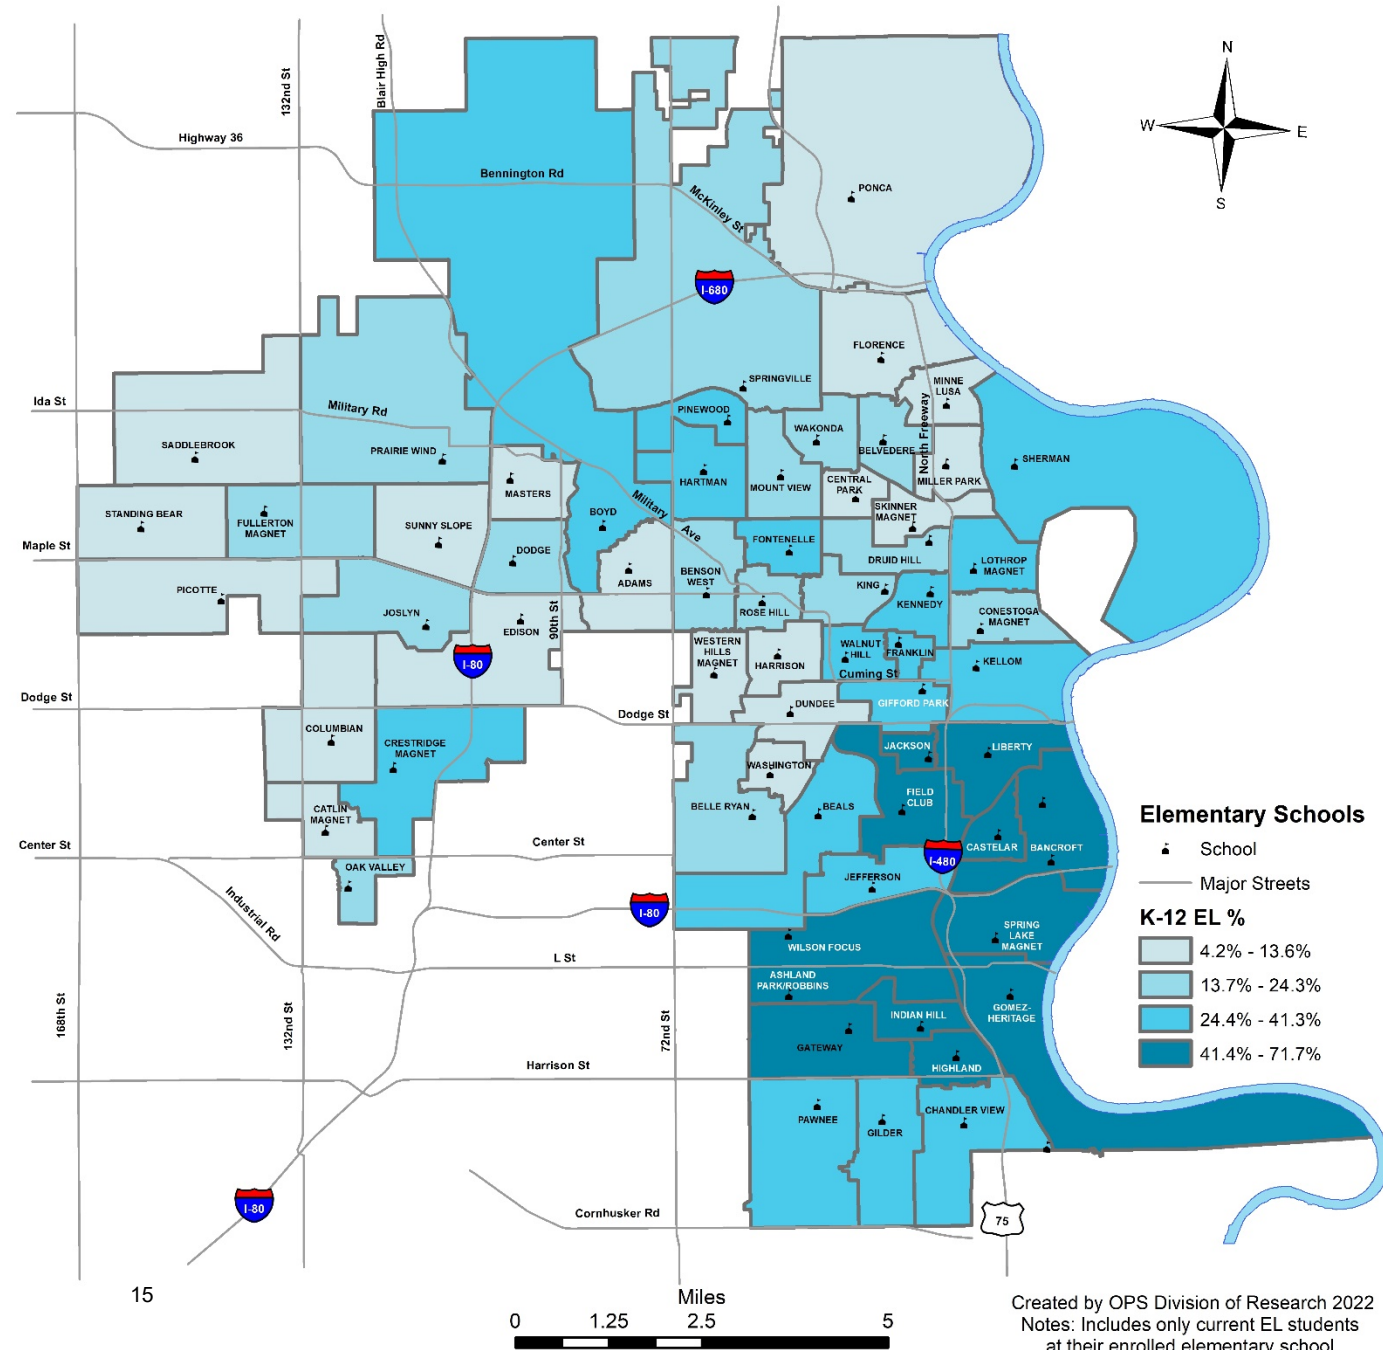 N
W
E
S
132nd St
Blair High Rd
Highway 36
Bennington Rd
McKinley St
PONCA
I-680
FLORENCE
SPRINGVILLE
MINNE
LUSA
Ida St
Military Rd
PINEWOOD
WAKONDA
North Freeway
SADDLEBROOK
PRAIRIE WIND
BELVEDERE
SHERMAN
HARTMAN
MOUNT VIEW
CENTRAL
PARK
MILLER PARK
MASTERS
STANDING BEAR
FULLERTON
MAGNET
SUNNY SLOPE
BOYD
Military
Ave
SKINNER
MAGNET
Maple St
DODGE
FONTENELLE
DRUID HILL
LOTHROP
MAGNET
ADAMS
BENSON
WEST
PICOTTE
KING
KENNEDY
JOSLYN
EDISON
90th St
ROSE HILL
CONESTOGA
MAGNET
WESTERN
HILLS
MAGNET
HARRISON
WALNUT
HILL
FRANKLIN
KELLOM
I-80
Cuming St
Dodge St
Dodge St
DUNDEE
GIFFORD PARK
COLUMBIAN
CRESTRIDGE
MAGNET
JACKSON
LIBERTY
WASHINGTON
CATLIN
MAGNET
BELLE RYAN
BEALS
FIELD
CLUB
Elementary Schools
School
Major Streets
K-12 EL %
4.2% - 13.6%
13.7% - 24.3%
24.4% - 41.3%
41.4% - 71.7%
Center St
Center St
CASTELAR
BANCROFT
I-480
OAK VALLEY
JEFFERSON
Industrial Rd
I-80
WILSON FOCUS
SPRING
LAKE
MAGNET
L St
ASHLAND
PARK/ROBBINS
168th St
132nd St
72nd St
INDIAN HILL
GOMEZ-
HERITAGE
GATEWAY
Harrison St
HIGHLAND
PAWNEE
GILDER
CHANDLER VIEW
I-80
Cornhusker Rd
75
15
Miles
0
1.25
2.5
5
Created by OPS Division of Research 2022
Notes: Includes only current EL students
at their enrolled elementary school